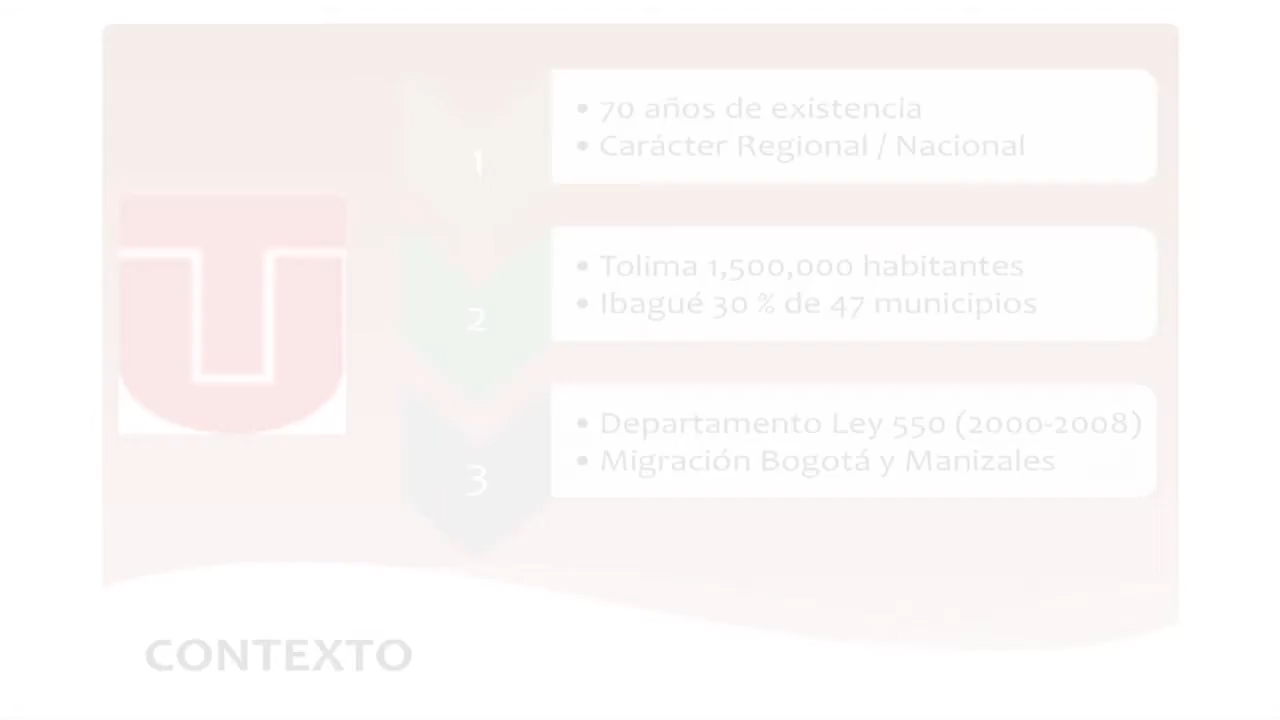 1
• 70 años de existencia
• Carácter Regional / Nacional
2
• Tolima 1,500,000 habitantes
• Ibagué 30 % de 47 municipios
3
• Departamento Ley 550 (2000-2008)
• Migración Bogotá y Manizales
CONTEXTO